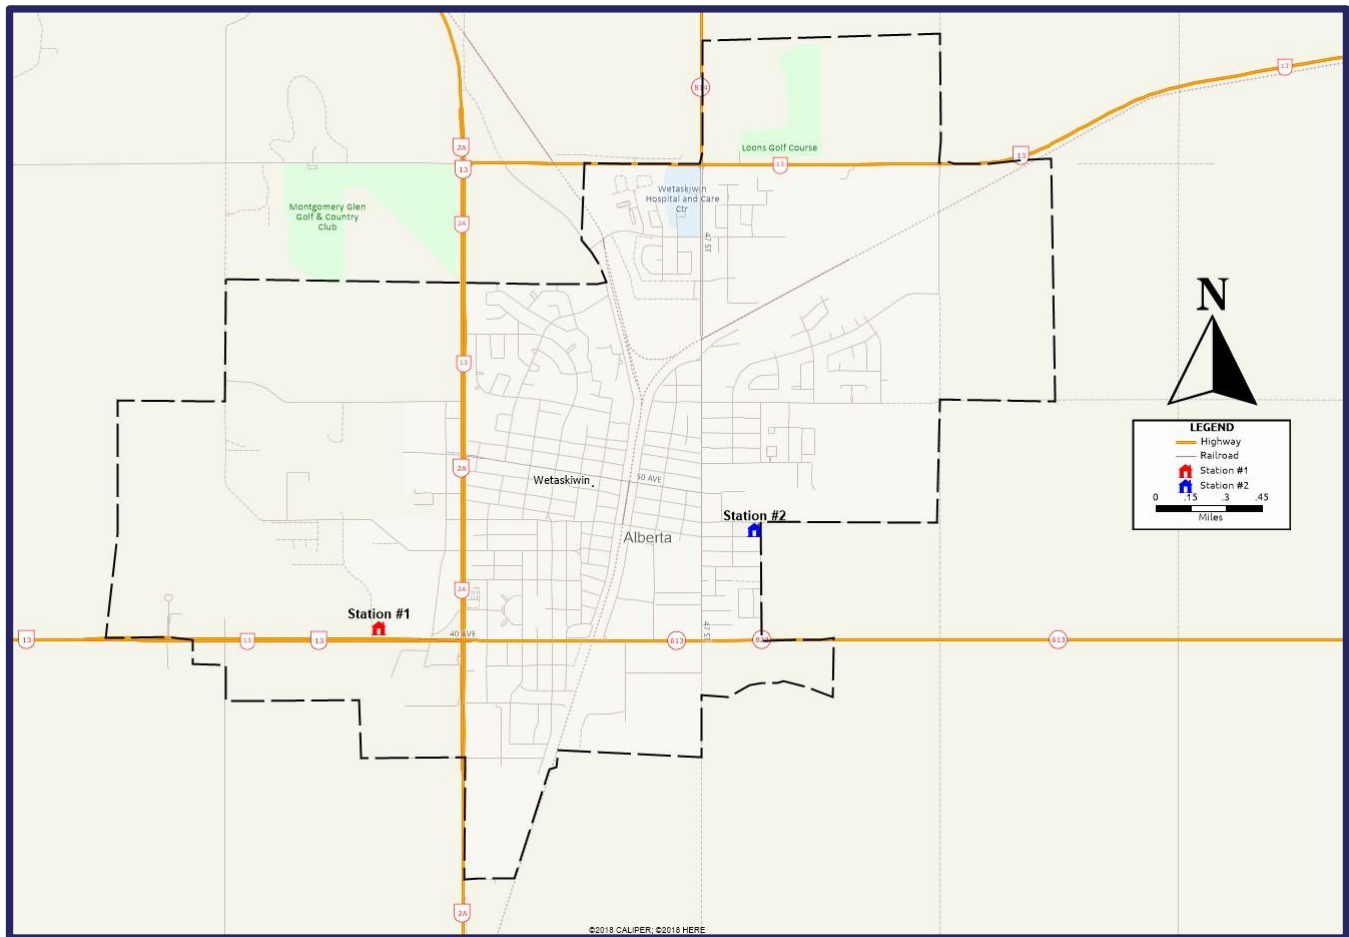 13
814
2A
13
Loons Golf Course
13
13
Wetaskiwin
Hospital and Care
Ctr
Montgomery Glen
Golf & Country
Club
2A
47 ST
N
13
LEGEND
Highway
Railroad
Station #1
Station #2
0 .15 .3 .45
Miles
2A
50 AVE
Wetaskiwin
Station #2
Alberta
2A
Station #1
47 ST
40 AVE
13
13
13
613
613
2A
©2018 CALIPER; ©2018 HERE